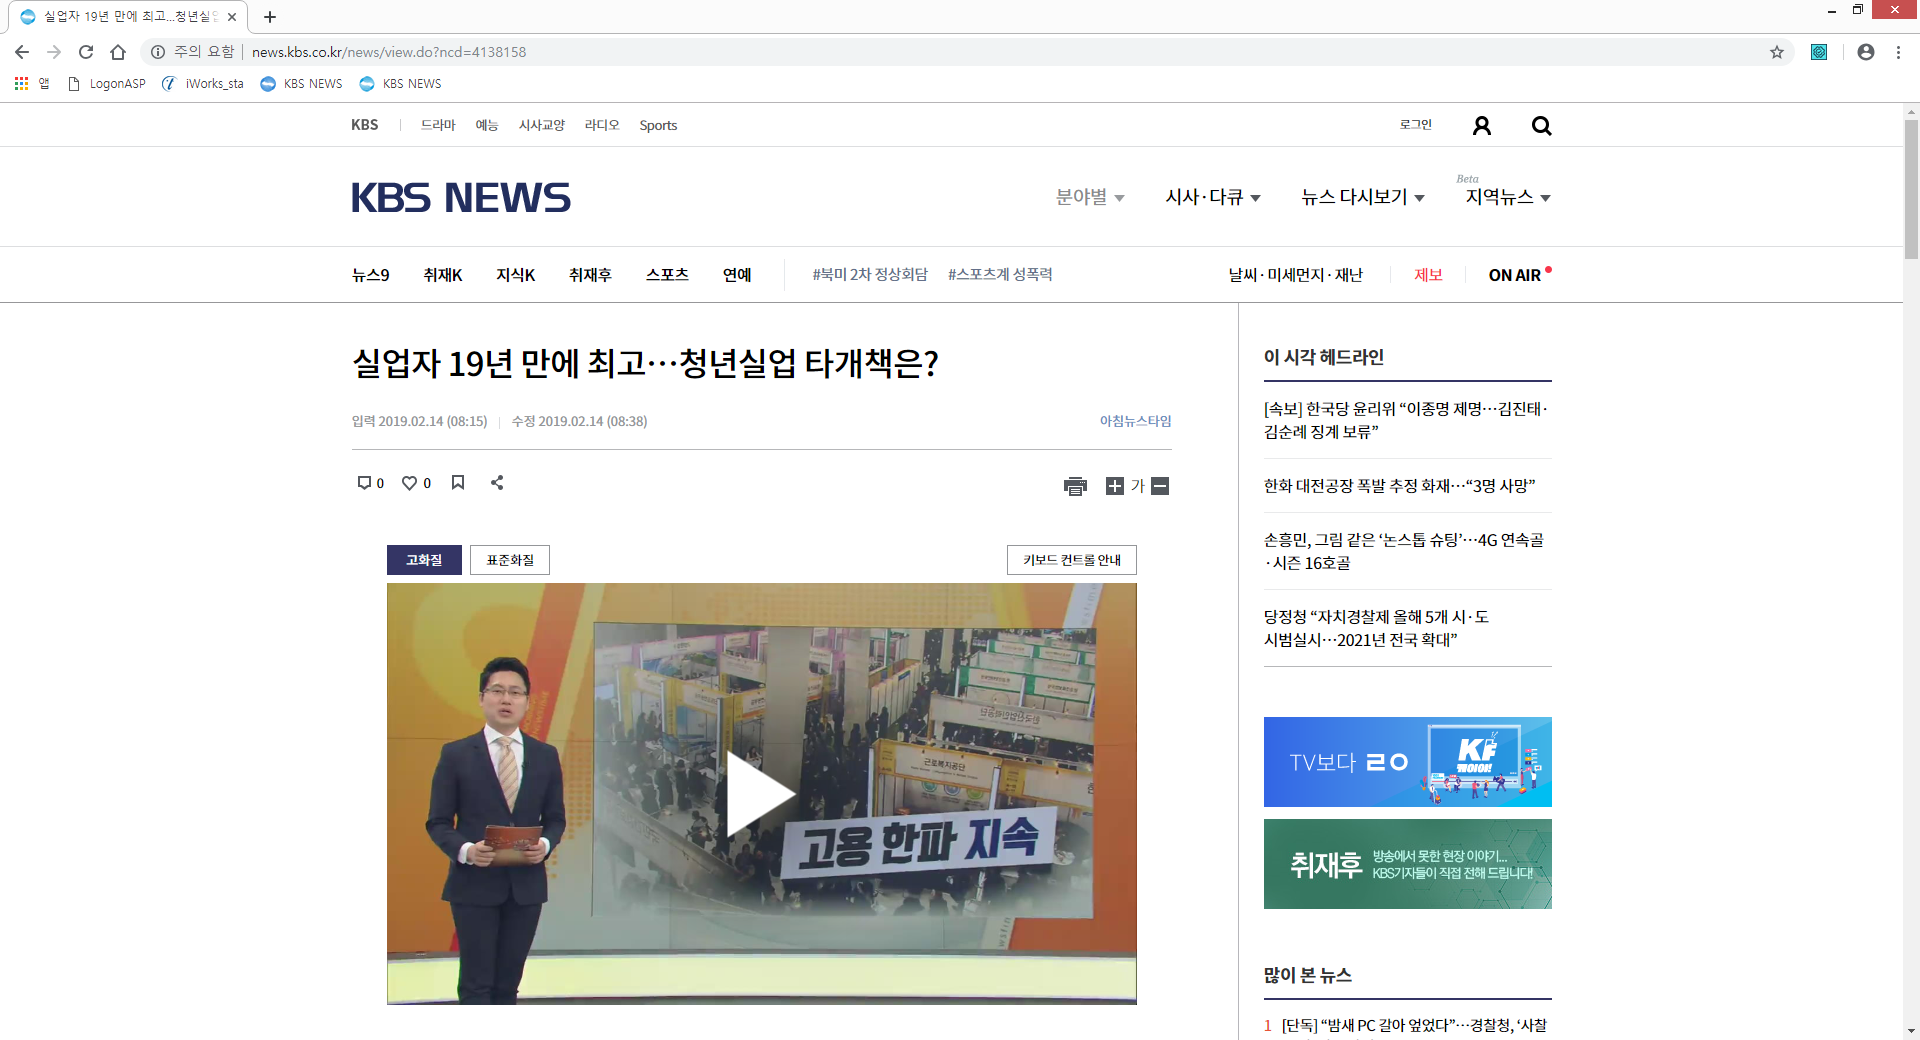 실업자 19년 만에 최고...청년실업
주의 요함
news.kbs.co.kr/news/view.do?ncd=4138158
앱
LogonASP
iWorks_sta
KBS NEWS
KBS NEWS
KBS
드라마
예능
시사교양
라디오
Sports
로그인
KBS NEWS
분야별
시사·다큐
뉴스 다시보기
Beta
지역뉴스
뉴스9
취재K
지식K
취재후
스포츠
연예
#북미 2차 정상회담
#스포츠계 성폭력
날씨·미세먼지·재난
제보
ON AIR
실업자 19년 만에 최고…청년실업 타개책은?
입력 2019.02.14 (08:15)
수정 2019.02.14 (08:38)
아침뉴스타임
0
0
가
고화질
표준화질
키보드 컨트롤 안내
근로복지공단
고용 한파 지속
이 시각 헤드라인
[속보] 한국당 윤리위 “이종명 제명…김진태·
김순례 징계 보류”
한화 대전공장 폭발 추정 화재…“3명 사망”
손흥민, 그림 같은 ‘논스톱 슈팅’…4G 연속골
·시즌 16호골
당정청 “자치경찰제 올해 5개 시·도
시범실시…2021년 전국 확대”
TV보다 ㄹㅇ
KF
케이야!
취재후
방송에서 못한 현장 이야기...
KBS기자들이 직접 전해 드립니다!
많이 본 뉴스
1 [단독] “밤새 PC 갈아 엎었다”…경찰청, ‘사찰